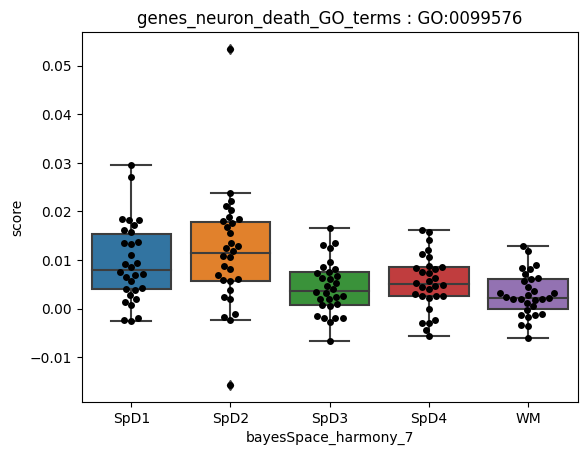 genes_neuron_death_GO_terms : GO:0099576
0.05
0.04
0.03
0.02
0.01
0.00
−0.01
score
SpD1 SpD2 SpD3 SpD4 WM
bayesSpace_harmony_7